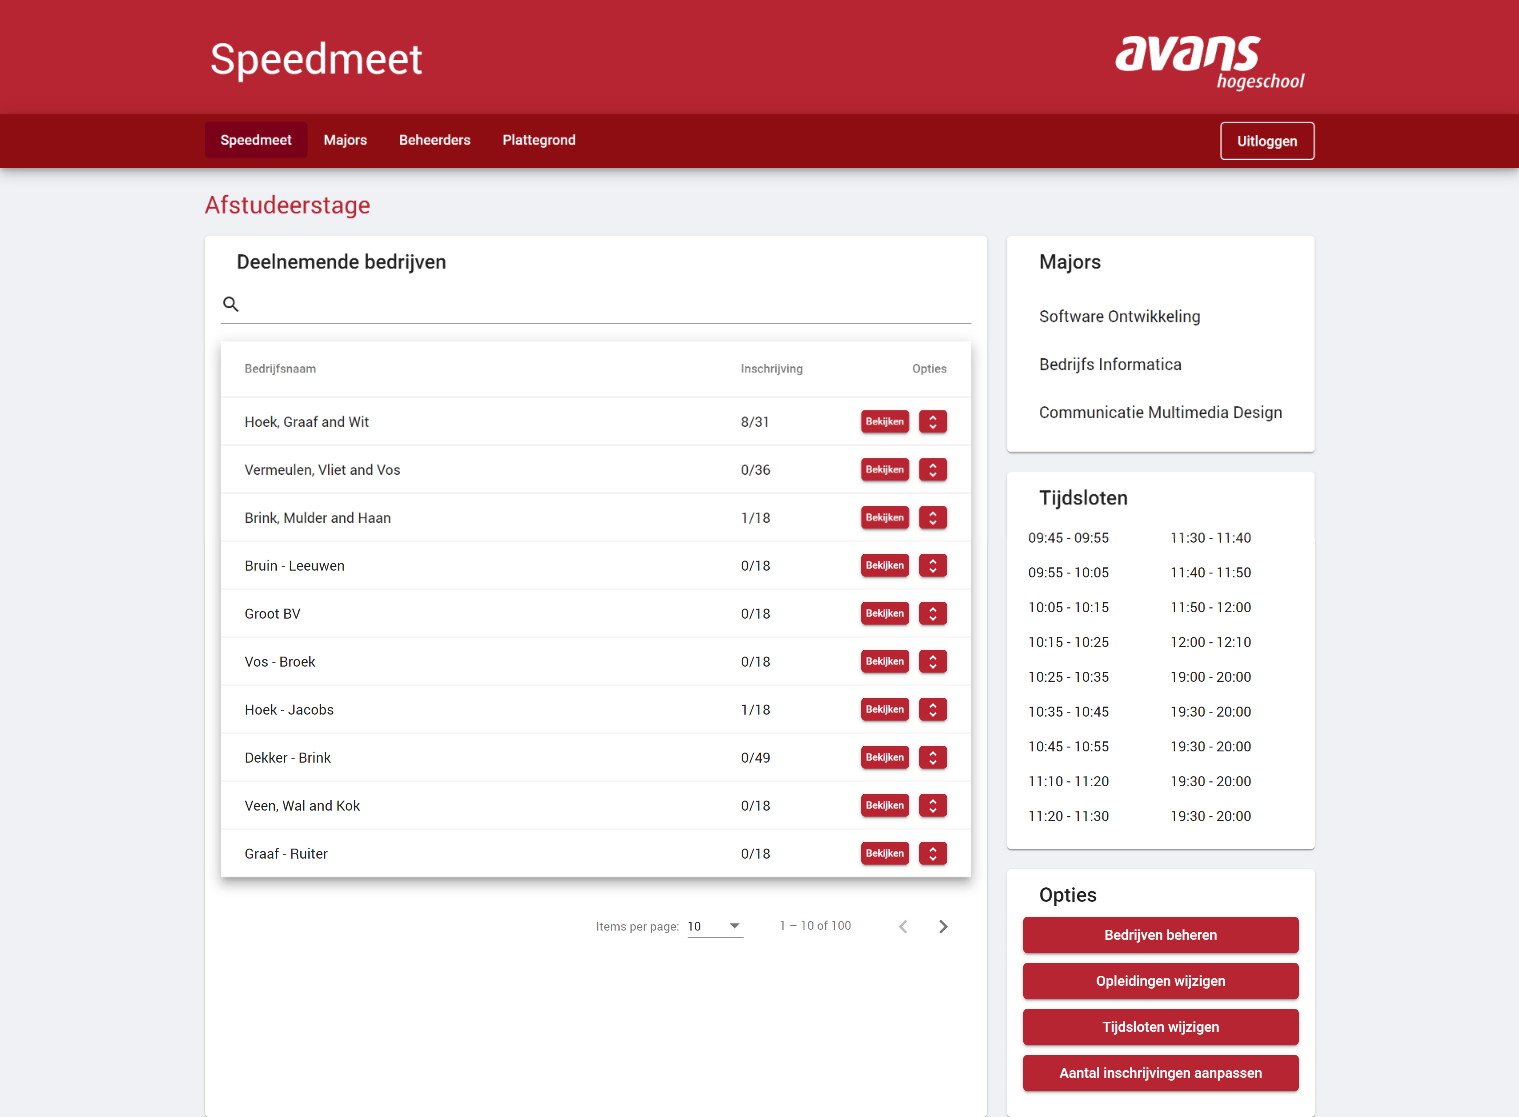 Speedmeet
avans
hogeschool
Speedmeet Majors Beheerders Plattegrond Uitloggen
Afstudeerstage
Deelnemende bedrijven
Bedrijfsnaam Inschrijving Opties
Hoek, Graaf and Wit 8/31 Bekijken
Vermeulen, Vliet and Vos 0/36 Bekijken
Brink, Mulder and Haan 1/18 Bekijken
Bruin - Leeuwen 0/18 Bekijken
Groot BV 0/18 Bekijken
Vos - Broek 0/18 Bekijken
Hoek - Jacobs 1/18 Bekijken
Dekker - Brink 0/49 Bekijken
Veen, Wal and Kok 0/18 Bekijken
Graaf - Ruiter 0/18 Bekijken
Items per page: 10 1 – 10 of 100
Majors
Software Ontwikkeling
Bedrijfs Informatica
Communicatie Multimedia Design
Tijdsloten
09:45 - 09:55 11:30 - 11:40
09:55 - 10:05 11:40 - 11:50
10:05 - 10:15 11:50 - 12:00
10:15 - 10:25 12:00 - 12:10
10:25 - 10:35 19:00 - 20:00
10:35 - 10:45 19:30 - 20:00
10:45 - 10:55 19:30 - 20:00
11:10 - 11:20 19:30 - 20:00
11:20 - 11:30 19:30 - 20:00
Opties
Bedrijven beheren
Opleidingen wijzigen
Tijdsloten wijzigen
Aantal inschrijvingen aanpassen